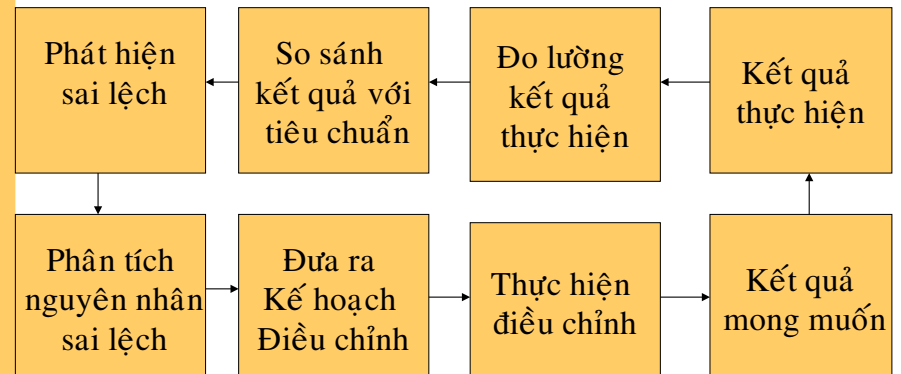 Phát hiện
sai lệch
So sánh
kết quả với
tiêu chuẩn
Đo lường
kết quả
thực hiện
Kết quả
thực hiện
Phân tích
nguyên nhân
sai lệch
Đưa ra
Kế hoạch
Điều chỉnh
Thực hiện
điều chỉnh
Kết quả
mong muốn